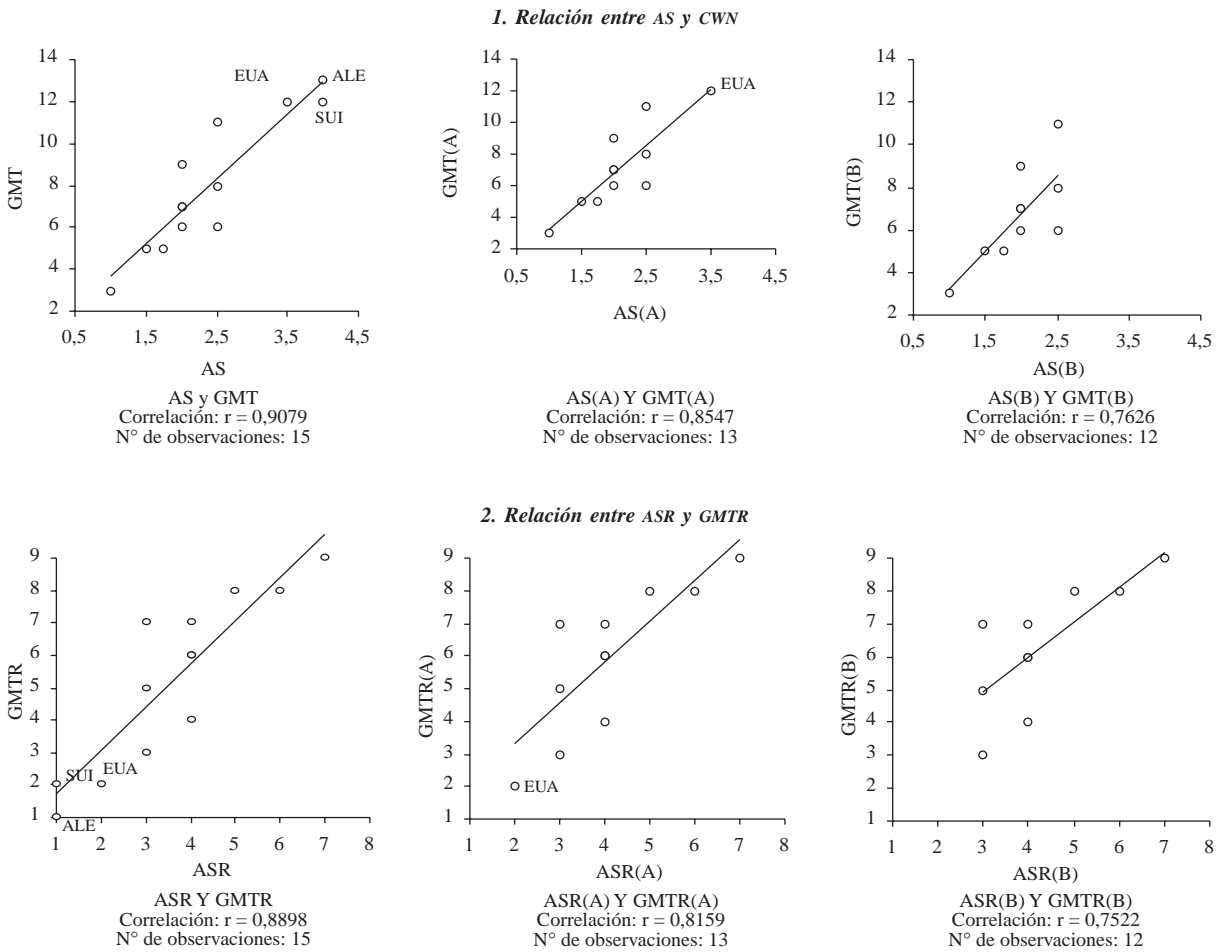 1. Relación entre AS y CWN
GMT
14
12
10
8
6
4
2
EUA
ALE
SUI
0,5
1,5
2,5
3,5
4,5
AS
AS y GMT
Correlación: r = 0,9079
N° de observaciones: 15
GMT(A)
14
12
10
8
6
4
2
EUA
0,5
1,5
2,5
3,5
4,5
AS(A)
AS(A) Y GMT(A)
Correlación: r = 0,8547
N° de observaciones: 13
GMT(B)
14
12
10
8
6
4
2
0,5
1,5
2,5
3,5
4,5
AS(B)
AS(B) Y GMT(B)
Correlación: r = 0,7626
N° de observaciones: 12
2. Relación entre ASR y GMTR
GMTR
9
8
7
6
5
4
3
2
1
SUI
EUA
ALE
1
2
3
4
5
6
7
8
ASR
ASR Y GMTR
Correlación: r = 0,8898
N° de observaciones: 15
GMTR(A)
9
8
7
6
5
4
3
2
1
EUA
1
2
3
4
5
6
7
8
ASR(A)
ASR(A) Y GMTR(A)
Correlación: r = 0,8159
N° de observaciones: 13
GMTR(B)
9
8
7
6
5
4
3
2
1
1
2
3
4
5
6
7
8
ASR(B)
ASR(B) Y GMTR(B)
Correlación: r = 0,7522
N° de observaciones: 12